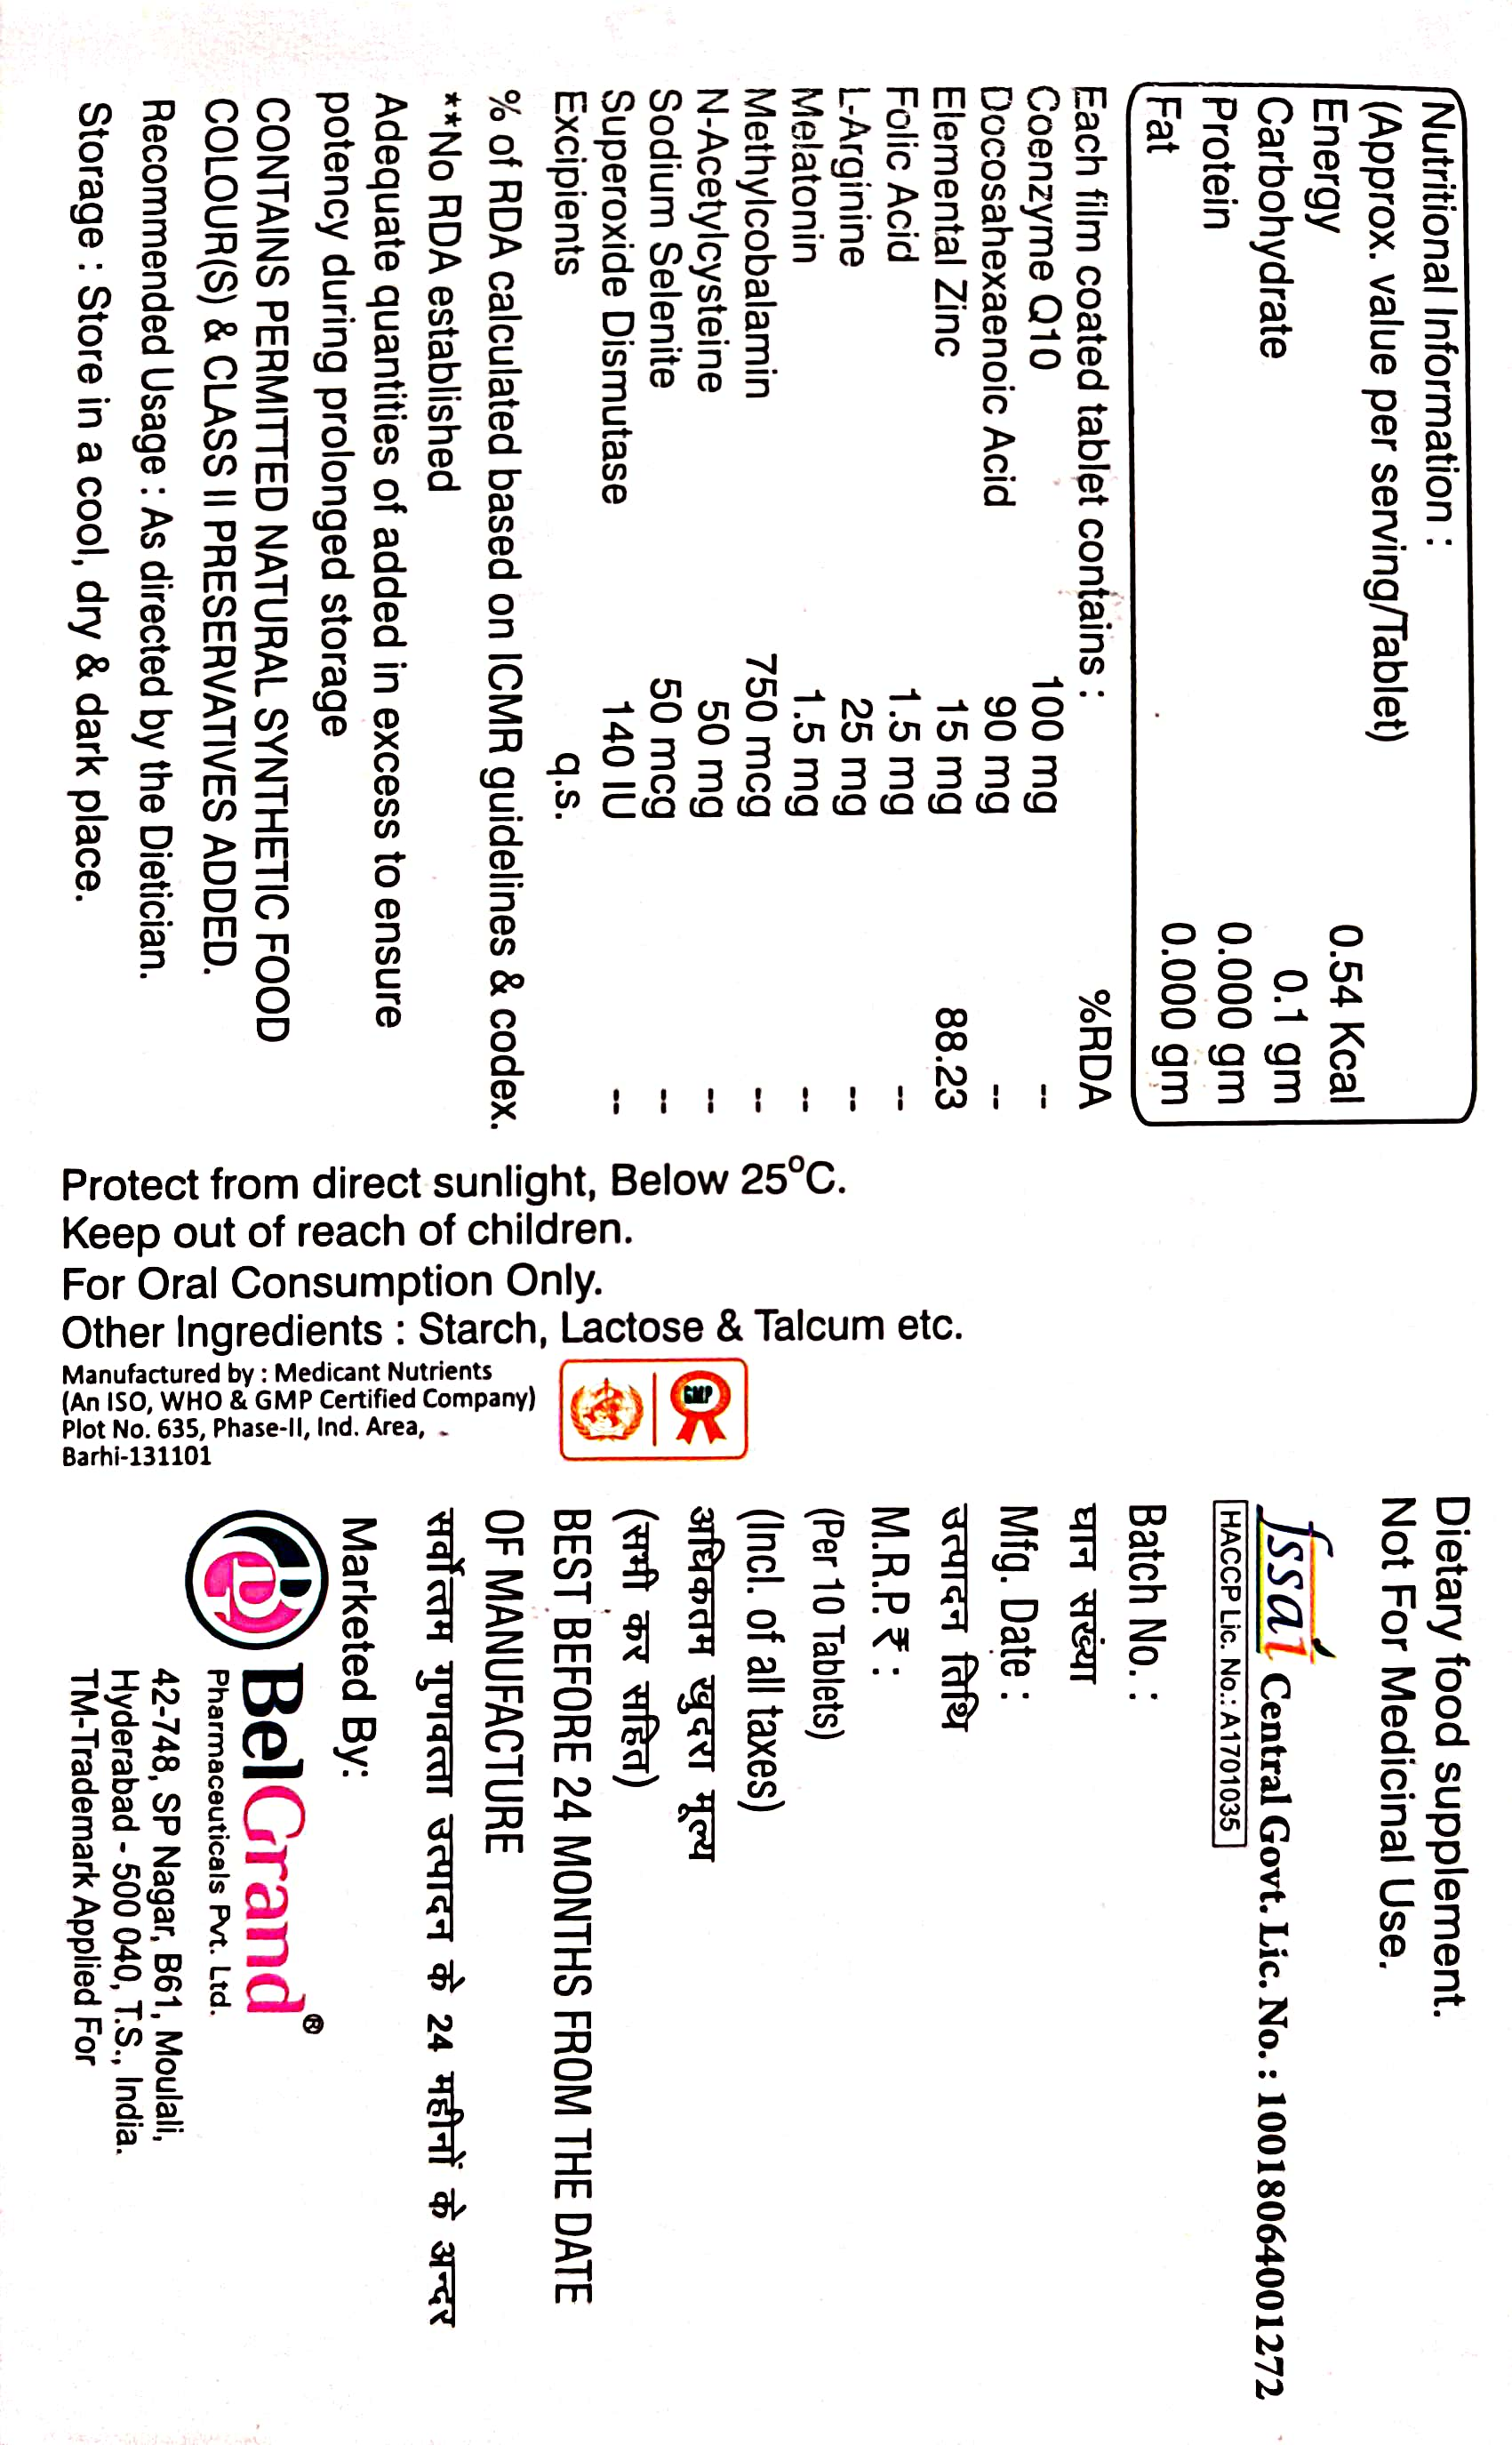 Nutritional Information :
(Approx. value per serving/Tablet)
Energy 0.54 Kcal
Carbohydrate 0.1 gm
Protein 0.000 gm
Fat 0.000 gm
Each film coated tablet contains : %RDA
Coenzyme Q10 100 mg --
Docosahexaenoic Acid 90 mg --
Elemental Zinc 15 mg 88.23
Folic Acid 1.5 mg --
L-Arginine 25 mg --
Melatonin 1.5 mg --
Methylcobalamin 750 mcg --
N-Acetylcysteine 50 mg --
Sodium Selenite 50 mcg --
Superoxide Dismutase 140 IU --
Excipients q.s.
% of RDA calculated based on ICMR guidelines & codex.
**No RDA established
Adequate quantities of added in excess to ensure
potency during prolonged storage
CONTAINS PERMITTED NATURAL SYNTHETIC FOOD
COLOUR(S) & CLASS II PRESERVATIVES ADDED.
Recommended Usage : As directed by the Dietician.
Storage : Store in a cool, dry & dark place.
Protect from direct sunlight, Below 25°C.
Keep out of reach of children.
For Oral Consumption Only.
Other Ingredients : Starch, Lactose & Talcum etc.
Manufactured by : Medicant Nutrients
(An ISO, WHO & GMP Certified Company)
Plot No. 635, Phase-II, Ind. Area,
Barhi-131101
GMP
Dietary food supplement.
Not For Medicinal Use.
fssai Central Govt. Lic. No. : 10018064001272
HACCP Lic. No.: A1701035
Batch No. :
घान सख्ंया
Mfg. Date :
उत्पादन तिथि
M.R.P. ₹ :
(Per 10 Tablets)
(Incl. of all taxes)
अधिकतम खुदरा मूल्य
(सभी कर सहित)
BEST BEFORE 24 MONTHS FROM THE DATE
OF MANUFACTURE
सर्वोत्तम गुणवत्ता उत्पादन के 24 महीनों के अन्दर
Marketed By:
BelGrand®
Pharmaceuticals Pvt. Ltd.
42-748, SP Nagar, B61, Moulali,
Hyderabad - 500 040, T.S., India.
TM-Trademark Applied For